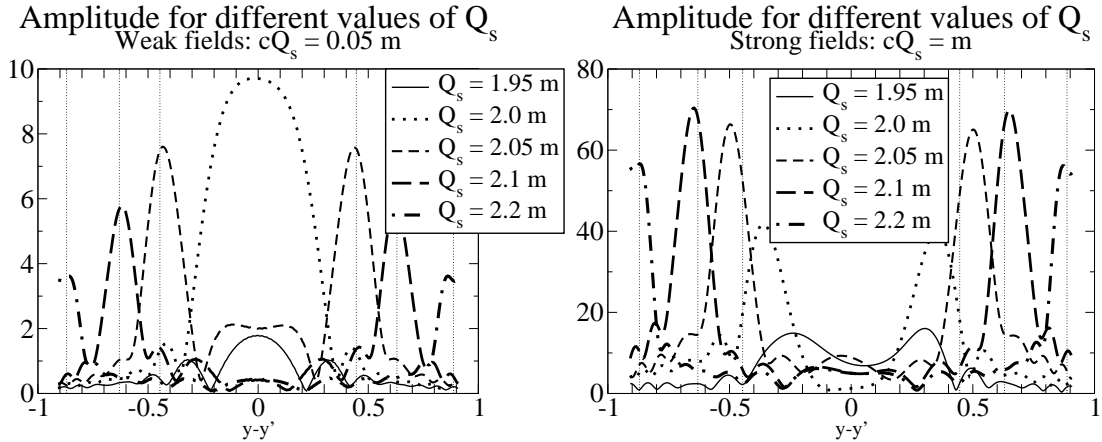 Amplitude for different values of Q_s
Weak fields: cQ_s = 0.05 m
10
8
6
4
2
0
-1
-0.5
0
0.5
1
y-y'
Q_s = 1.95 m
Q_s = 2.0 m
Q_s = 2.05 m
Q_s = 2.1 m
Q_s = 2.2 m
Amplitude for different values of Q_s
Strong fields: cQ_s = m
80
60
40
20
0
-1
-0.5
0
0.5
1
y-y'
Q_s = 1.95 m
Q_s = 2.0 m
Q_s = 2.05 m
Q_s = 2.1 m
Q_s = 2.2 m